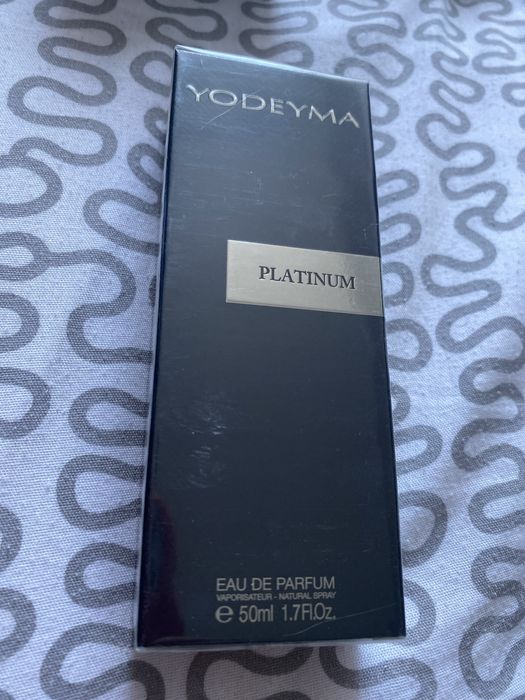 YODEYMA
PLATINUM
EAU DE PARFUM
VAPORISATEUR - NATURAL SPRAY
e 50ml 1.7Fl.Oz.